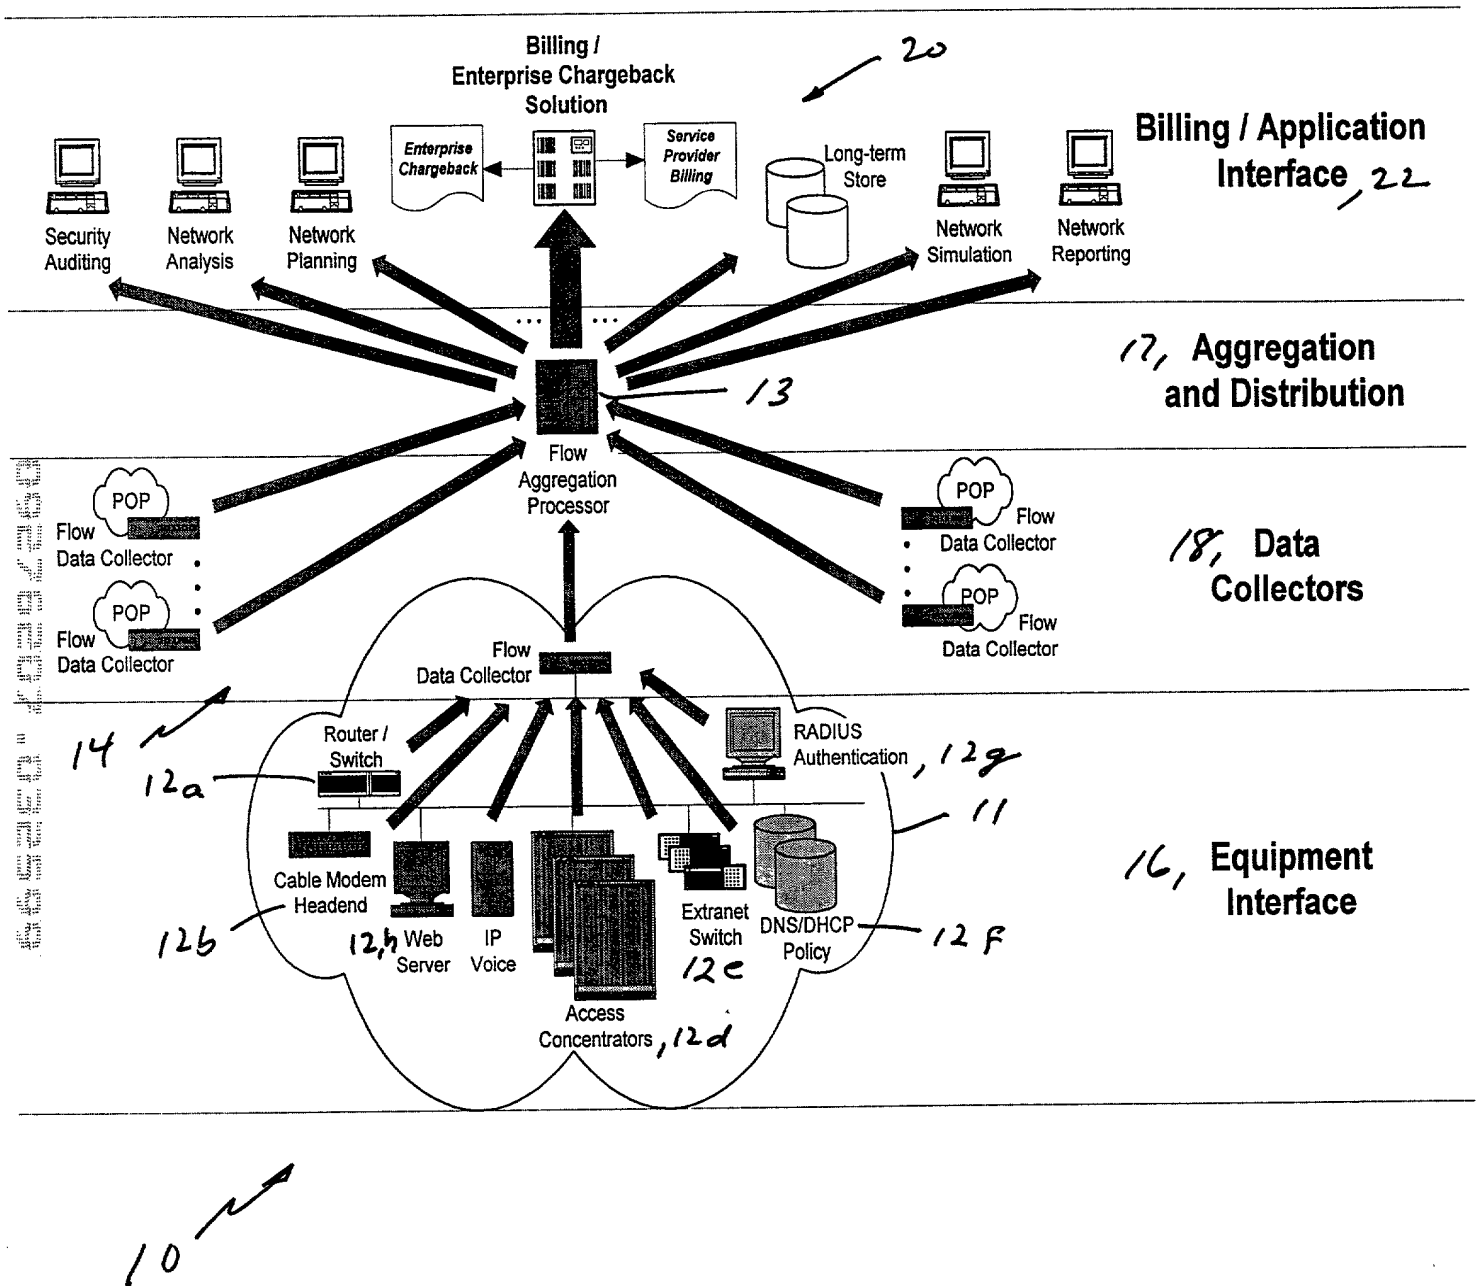 Billing /
Enterprise Chargeback
Solution
20
Billing / Application
Interface, 22
Enterprise
Chargeback
Service
Provider
Billing
Long-term
Store
Security
Auditing
Network
Analysis
Network
Planning
Network
Simulation
Network
Reporting
17, Aggregation
and Distribution
13
Flow
Aggregation
Processor
POP
Flow
Data Collector
POP
Flow
Data Collector
POP
Flow
Data Collector
POP
Flow
Data Collector
18, Data
Collectors
14
Flow
Data Collector
Router /
Switch
12a
RADIUS
Authentication, 12g
11
16, Equipment
Interface
Cable Modem
Headend
12b
12,h Web
Server
IP
Voice
Access
Concentrators, 12d
Extranet
Switch
12e
DNS/DHCP
Policy
12f
10